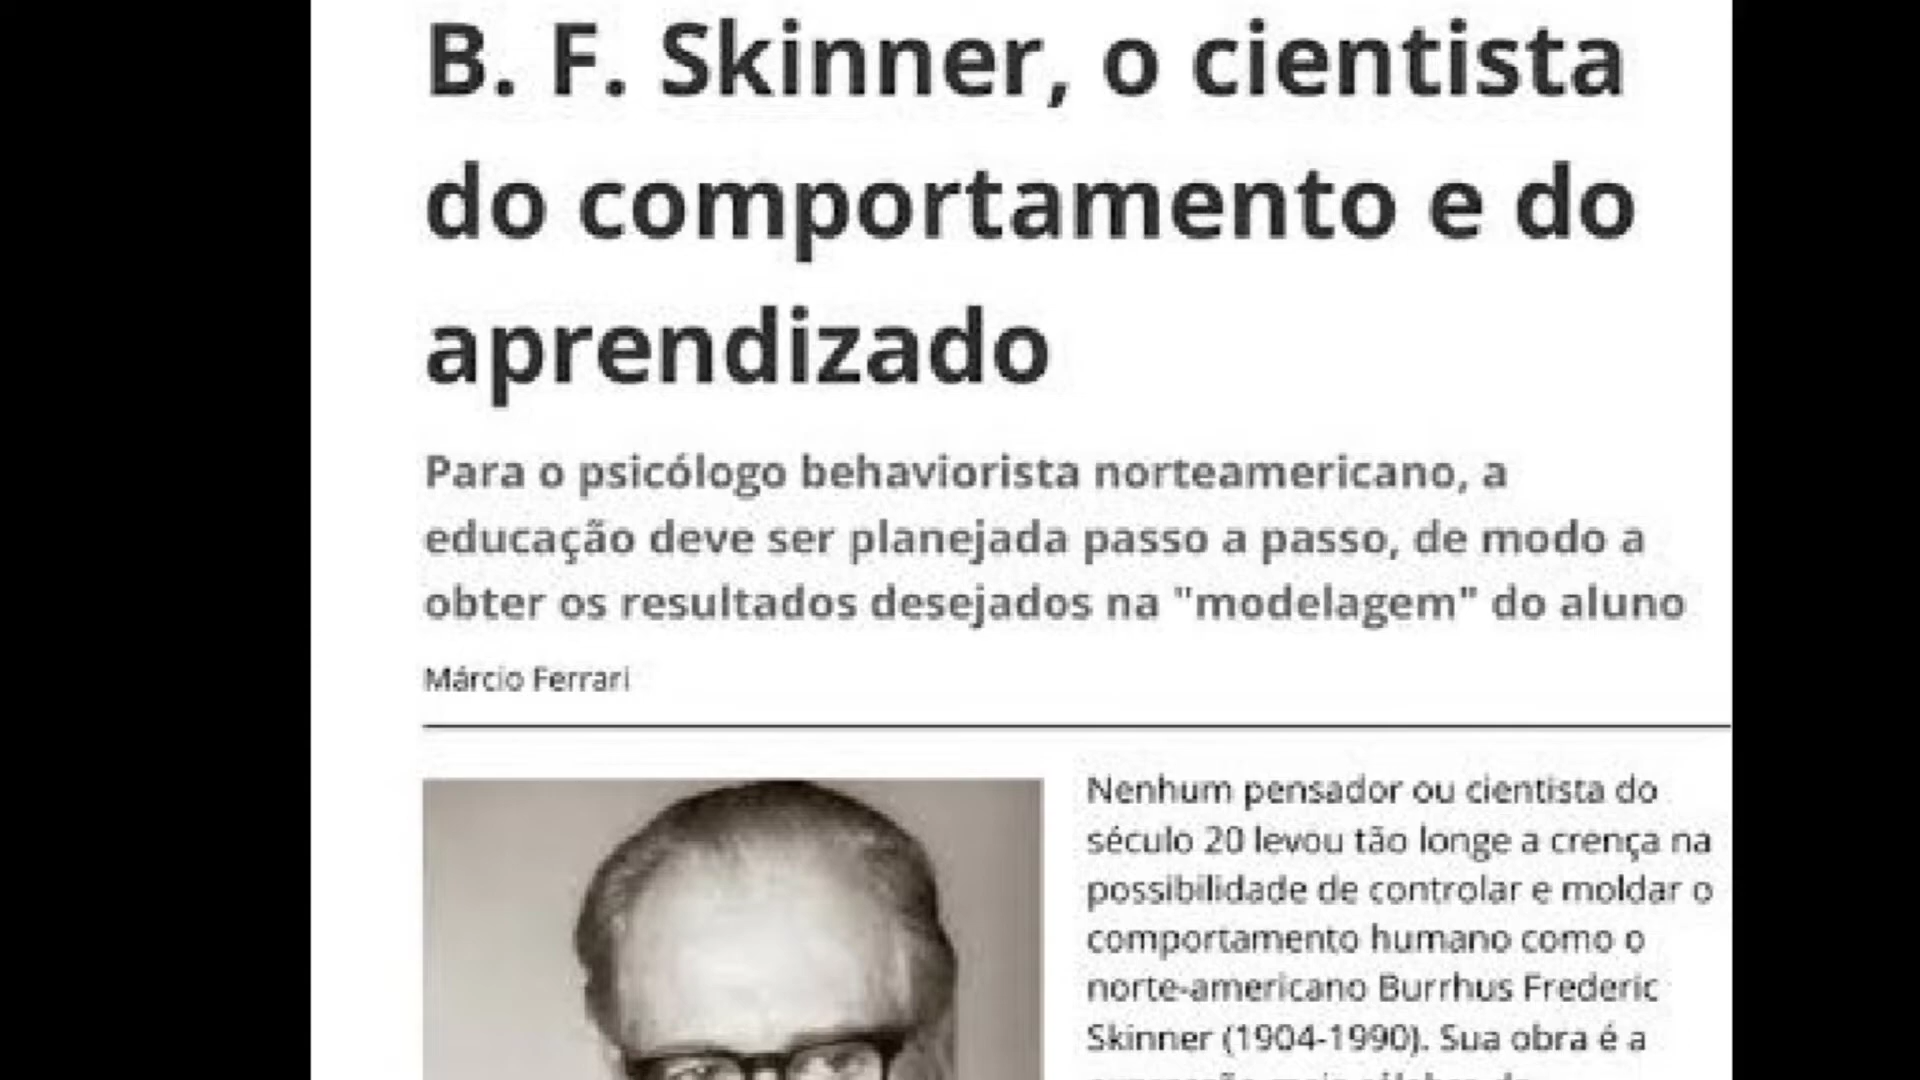 B. F. Skinner, o cientista
do comportamento e do
aprendizado
Para o psicólogo behaviorista norteamericano, a
educação deve ser planejada passo a passo, de modo a
obter os resultados desejados na "modelagem" do aluno
Márcio Ferrari
Nenhum pensador ou cientista do
século 20 levou tão longe a crença na
possibilidade de controlar e moldar o
comportamento humano como o
norte-americano Burrhus Frederic
Skinner (1904-1990). Sua obra é a